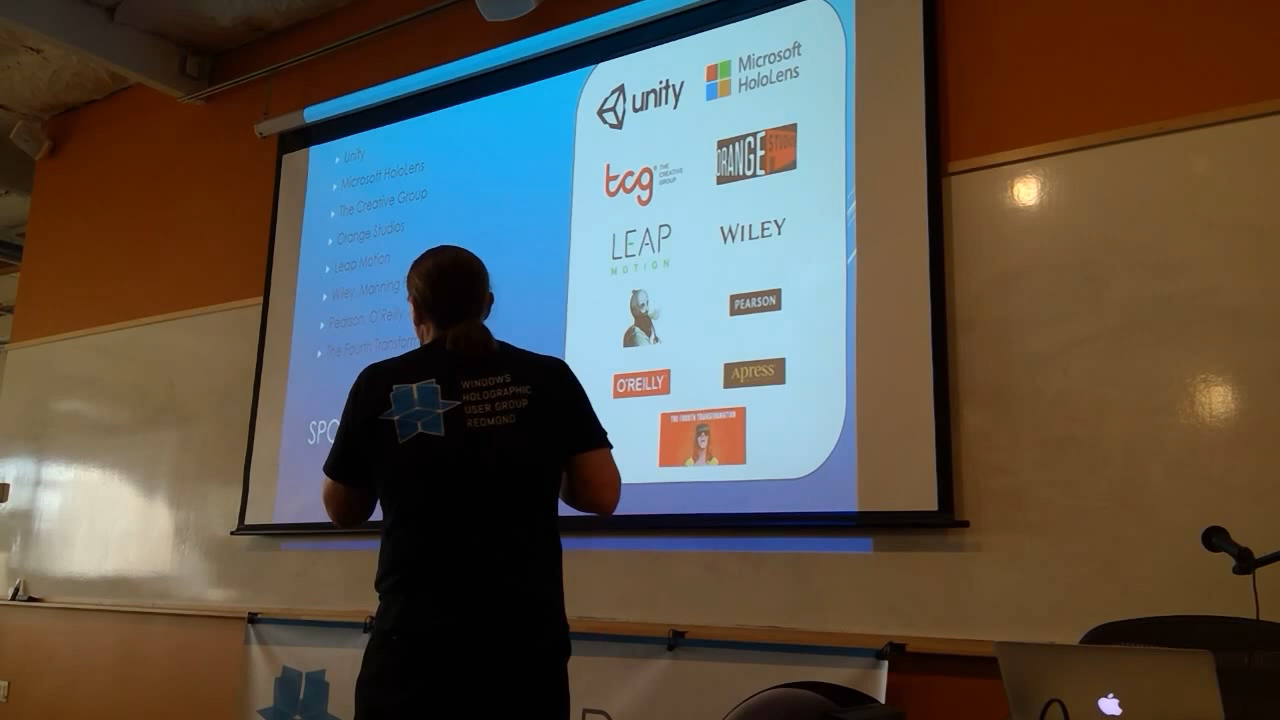 Unity
Microsoft HoloLens
The Creative Group
Orange Studios
Leap Motion
Wiley, Manning
Pearson, O'Reilly
The Fourth Transform
SPO
unity
Microsoft
HoloLens
tcg
THE
CREATIVE
GROUP
ORANGE STUDIOS
LEAP
MOTION
WILEY
PEARSON
O'REILLY
Apress
THE FOURTH TRANSFORMATION
WINDOWS
HOLOGRAPHIC
USER GROUP
REDMOND